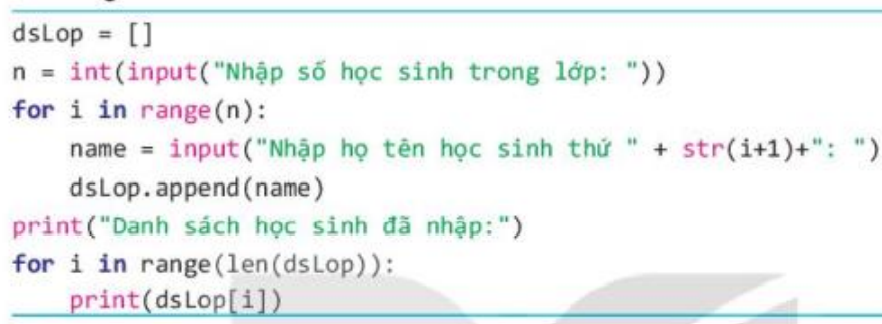 dsLop = []
n = int(input("Nhập số học sinh trong lớp: "))
for i in range(n):
    name = input("Nhập họ tên học sinh thứ " + str(i+1)+": ")
    dsLop.append(name)
print("Danh sách học sinh đã nhập:")
for i in range(len(dsLop)):
    print(dsLop[i])